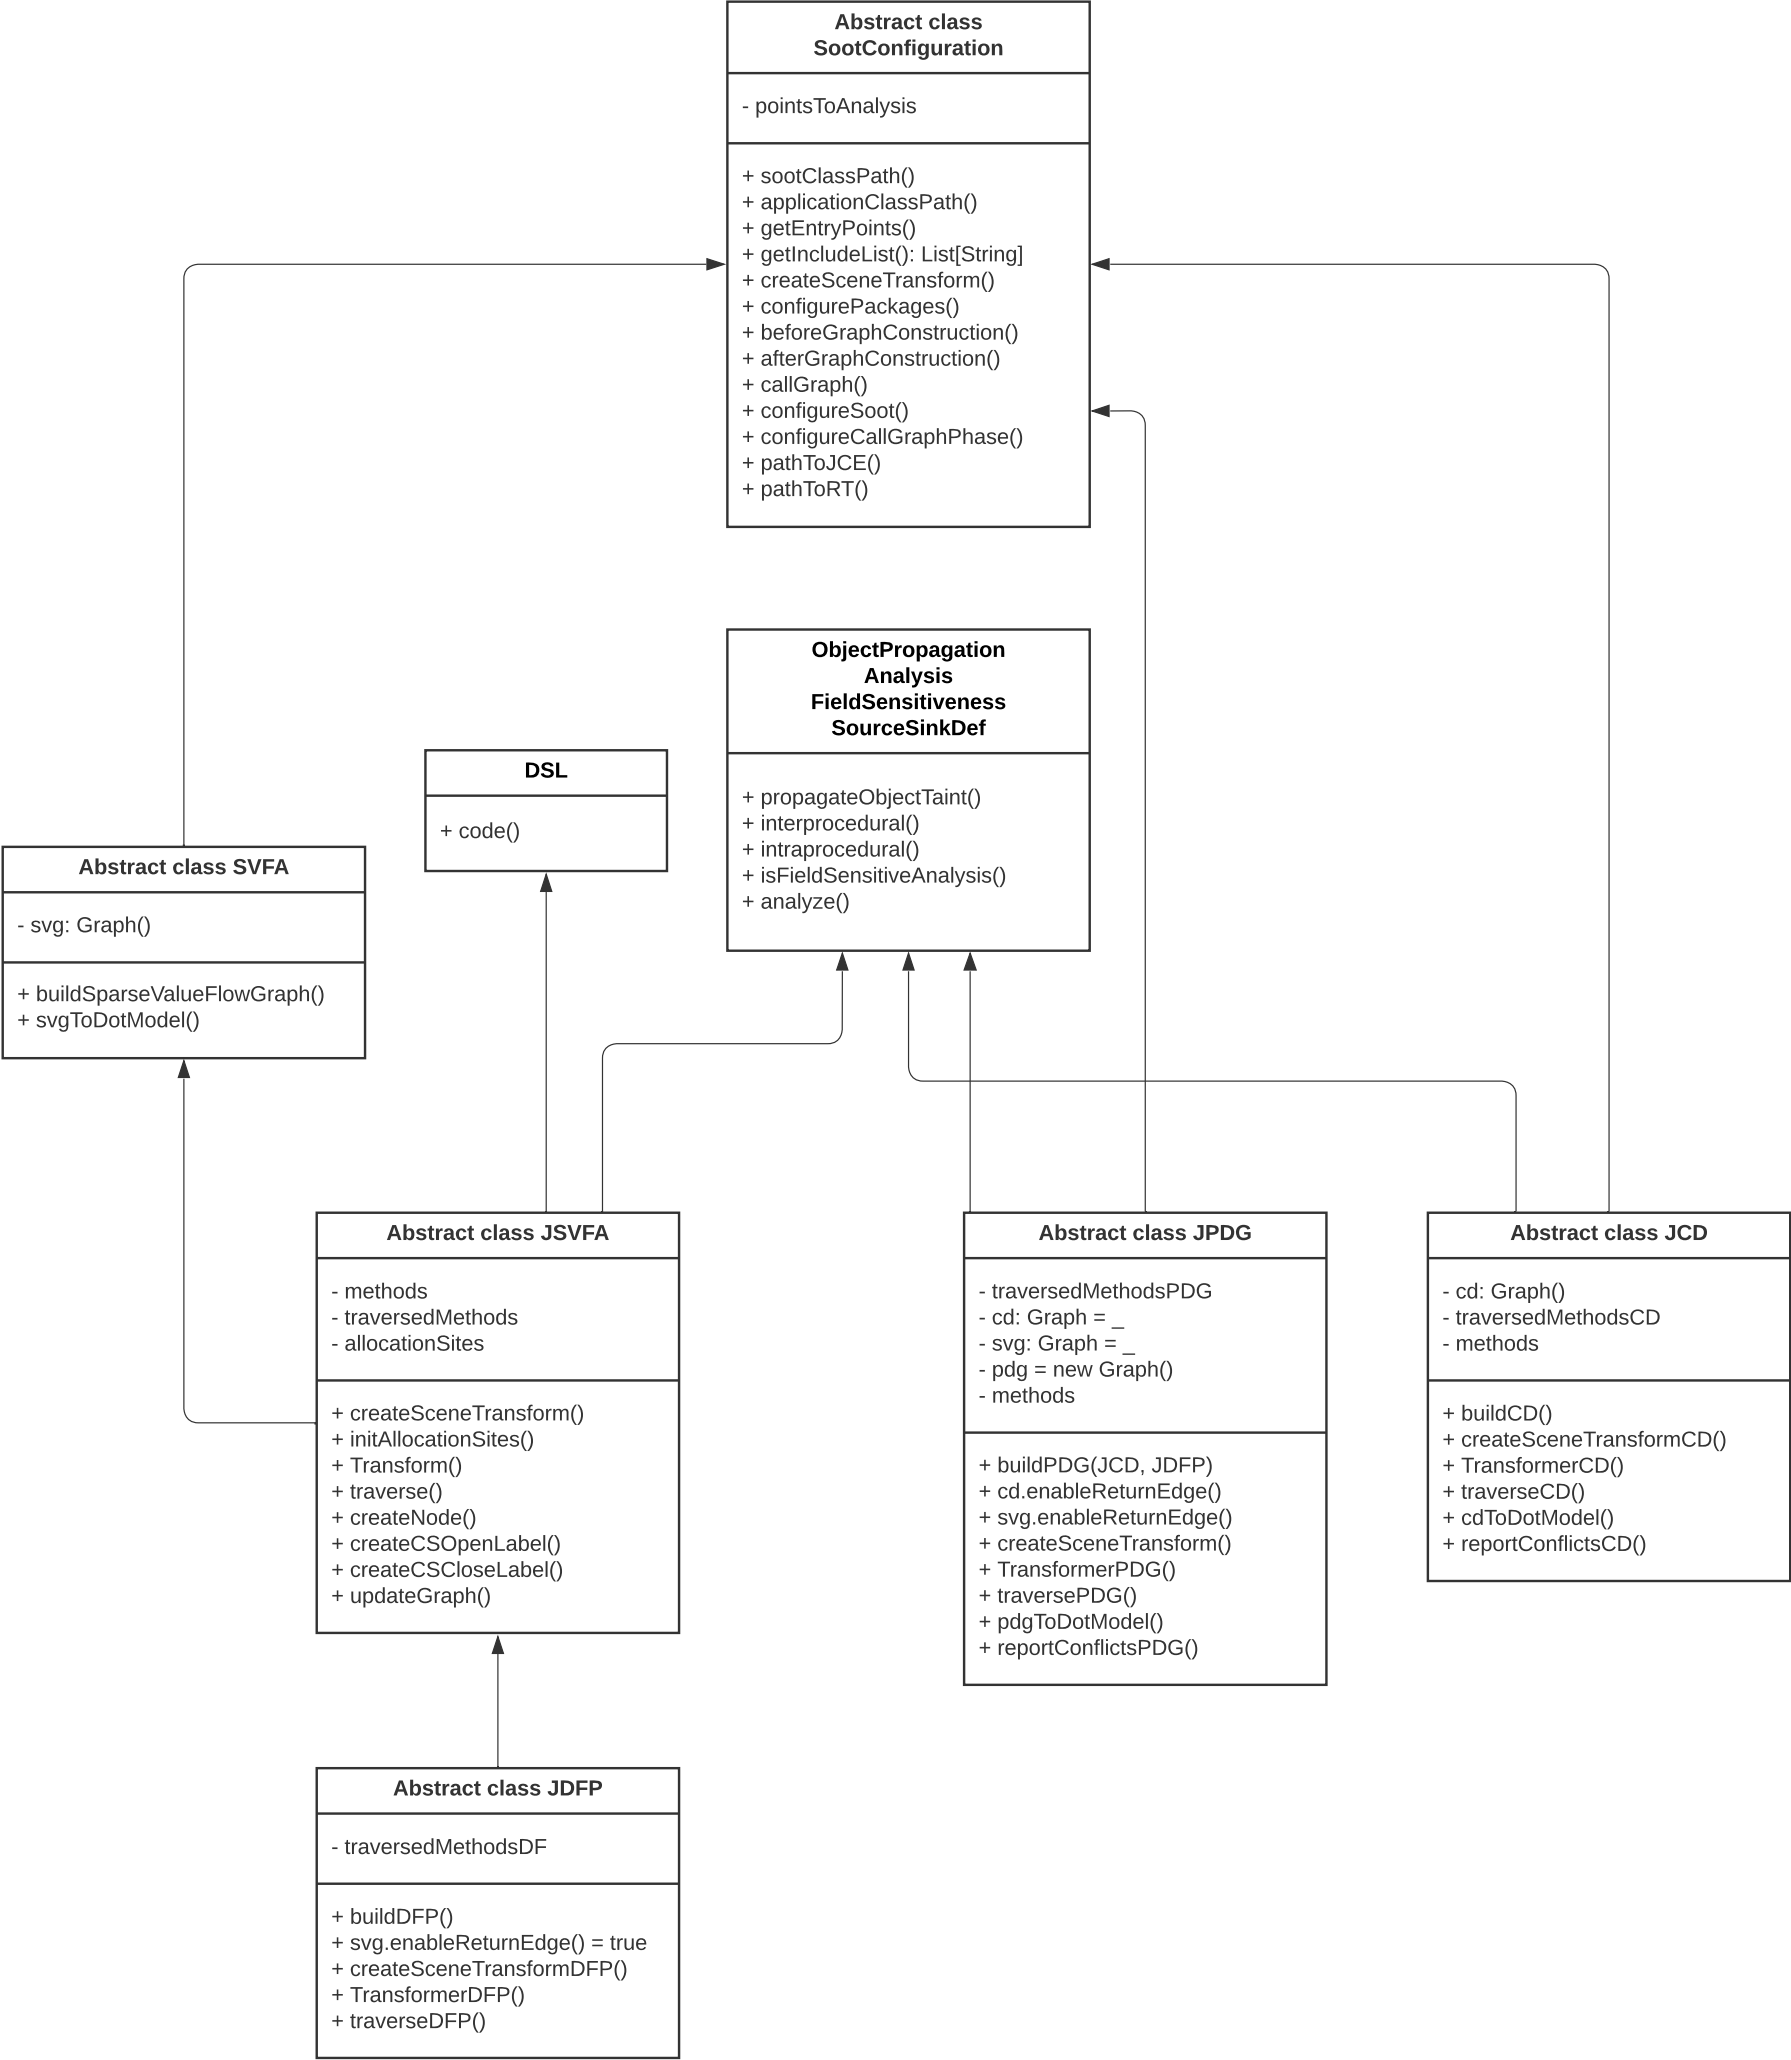 Abstract class
SootConfiguration
- pointsToAnalysis
+ sootClassPath()
+ applicationClassPath()
+ getEntryPoints()
+ getIncludeList(): List[String]
+ createSceneTransform()
+ configurePackages()
+ beforeGraphConstruction()
+ afterGraphConstruction()
+ callGraph()
+ configureSoot()
+ configureCallGraphPhase()
+ pathToJCE()
+ pathToRT()
ObjectPropagation
Analysis
FieldSensitiveness
SourceSinkDef
+ propagateObjectTaint()
+ interprocedural()
+ intraprocedural()
+ isFieldSensitiveAnalysis()
+ analyze()
DSL
+ code()
Abstract class SVFA
- svg: Graph()
+ buildSparseValueFlowGraph()
+ svgToDotModel()
Abstract class JSVFA
- methods
- traversedMethods
- allocationSites
+ createSceneTransform()
+ initAllocationSites()
+ Transform()
+ traverse()
+ createNode()
+ createCSOpenLabel()
+ createCSCloseLabel()
+ updateGraph()
Abstract class JPDG
- traversedMethodsPDG
- cd: Graph = _
- svg: Graph = _
- pdg = new Graph()
- methods
+ buildPDG(JCD, JDFP)
+ cd.enableReturnEdge()
+ svg.enableReturnEdge()
+ createSceneTransform()
+ TransformerPDG()
+ traversePDG()
+ pdgToDotModel()
+ reportConflictsPDG()
Abstract class JCD
- cd: Graph()
- traversedMethodsCD
- methods
+ buildCD()
+ createSceneTransformCD()
+ TransformerCD()
+ traverseCD()
+ cdToDotModel()
+ reportConflictsCD()
Abstract class JDFP
- traversedMethodsDF
+ buildDFP()
+ svg.enableReturnEdge() = true
+ createSceneTransformDFP()
+ TransformerDFP()
+ traverseDFP()